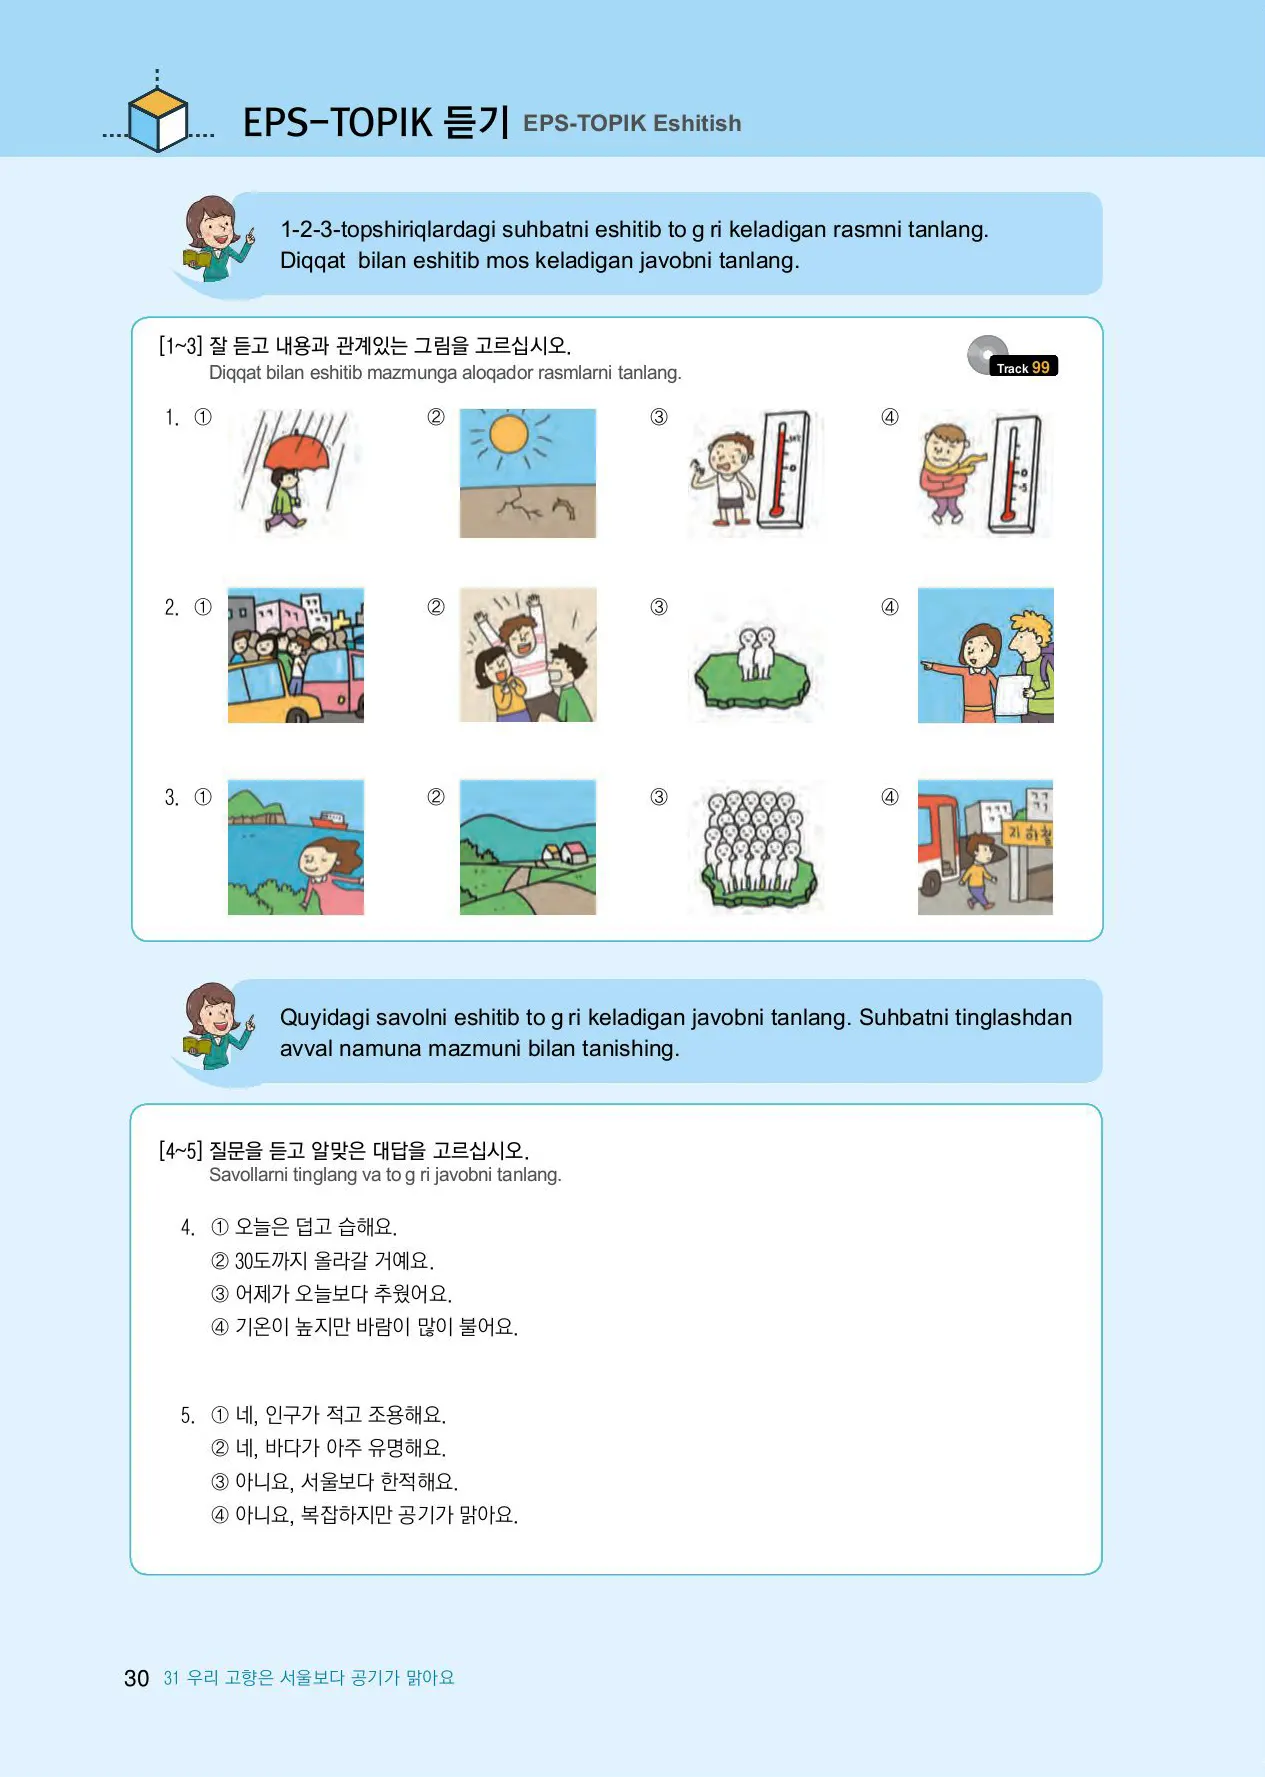 EPS-TOPIK 듣기 EPS-TOPIK Eshitish
1-2-3-topshiriqlardagi suhbatni eshitib to g ri keladigan rasmni tanlang.
Diqqat bilan eshitib mos keladigan javobni tanlang.
[1~3] 잘 듣고 내용과 관계있는 그림을 고르십시오.
Diqqat bilan eshitib mazmunga aloqador rasmlarni tanlang.
Track 99
1. ① ② ③ ④
2. ① ② ③ ④
3. ① ② ③ ④
지하철
Quyidagi savolni eshitib to g ri keladigan javobni tanlang. Suhbatni tinglashdan
avval namuna mazmuni bilan tanishing.
[4~5] 질문을 듣고 알맞은 대답을 고르십시오.
Savollarni tinglang va to g ri javobni tanlang.
4. ① 오늘은 덥고 습해요.
② 30도까지 올라갈 거예요.
③ 어제가 오늘보다 추웠어요.
④ 기온이 높지만 바람이 많이 불어요.
5. ① 네, 인구가 적고 조용해요.
② 네, 바다가 아주 유명해요.
③ 아니요, 서울보다 한적해요.
④ 아니요, 복잡하지만 공기가 맑아요.
30 31 우리 고향은 서울보다 공기가 맑아요